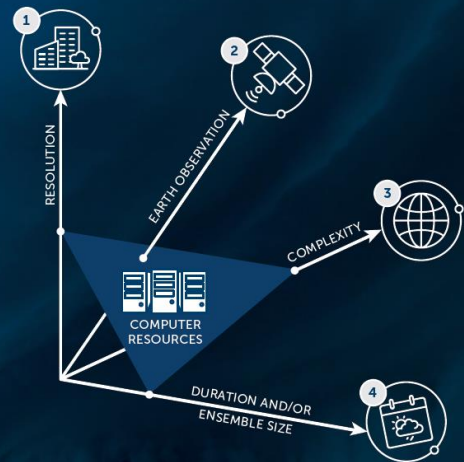 1
2
RESOLUTION
EARTH OBSERVATION
3
COMPLEXITY
COMPUTER
RESOURCES
DURATION AND/OR
ENSEMBLE SIZE
4